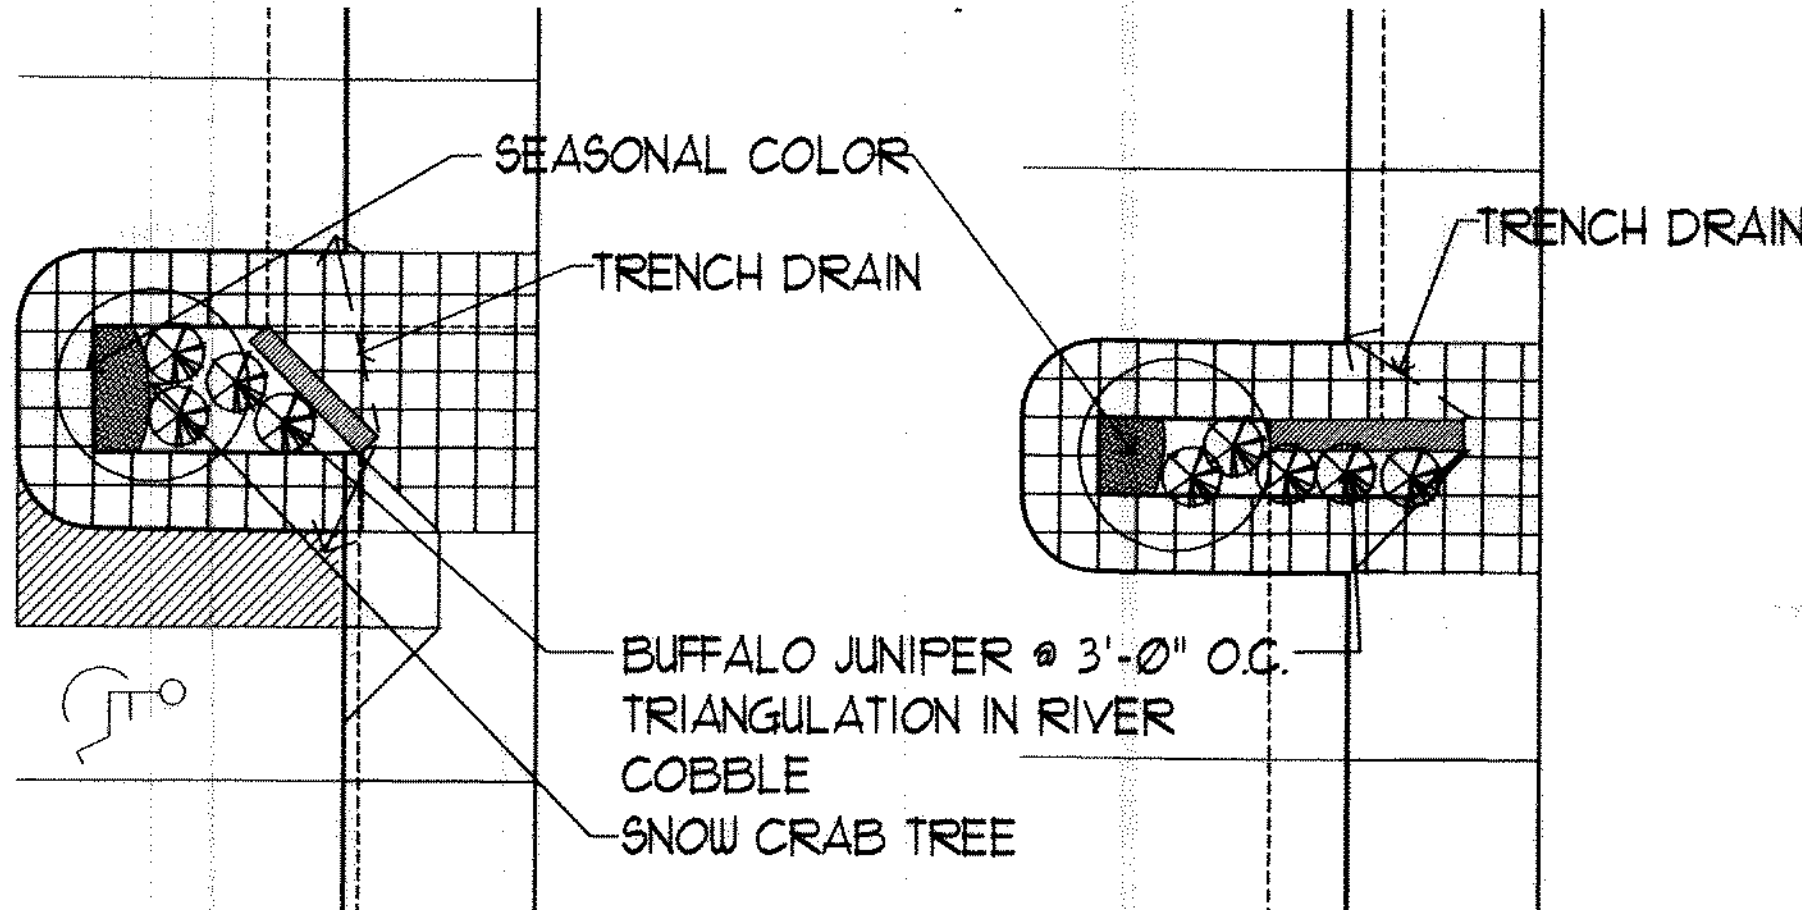 SEASONAL COLOR
TRENCH DRAIN
TRENCH DRAIN
BUFFALO JUNIPER @ 3'-0" O.C.
TRIANGULATION IN RIVER
COBBLE
SNOW CRAB TREE